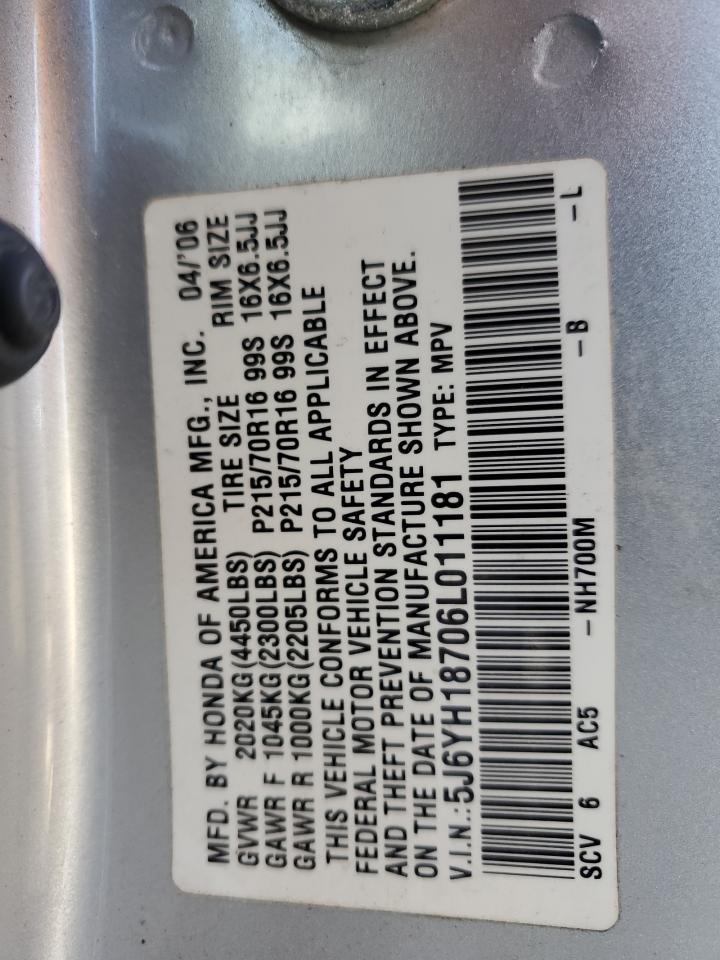 MFD. BY HONDA OF AMERICA MFG., INC. 04/'06
GVWR 2020KG(4450LBS) TIRE SIZE RIM SIZE
GAWR F 1045KG(2300LBS) P215/70R16 99S 16X6.5JJ
GAWR R 1000KG(2205LBS) P215/70R16 99S 16X6.5JJ
THIS VEHICLE CONFORMS TO ALL APPLICABLE
FEDERAL MOTOR VEHICLE SAFETY
AND THEFT PREVENTION STANDARDS IN EFFECT
ON THE DATE OF MANUFACTURE SHOWN ABOVE.
V.I.N.:5J6YH18706L011181 TYPE: MPV
SCV 6 AC5 -NH700M -B -L